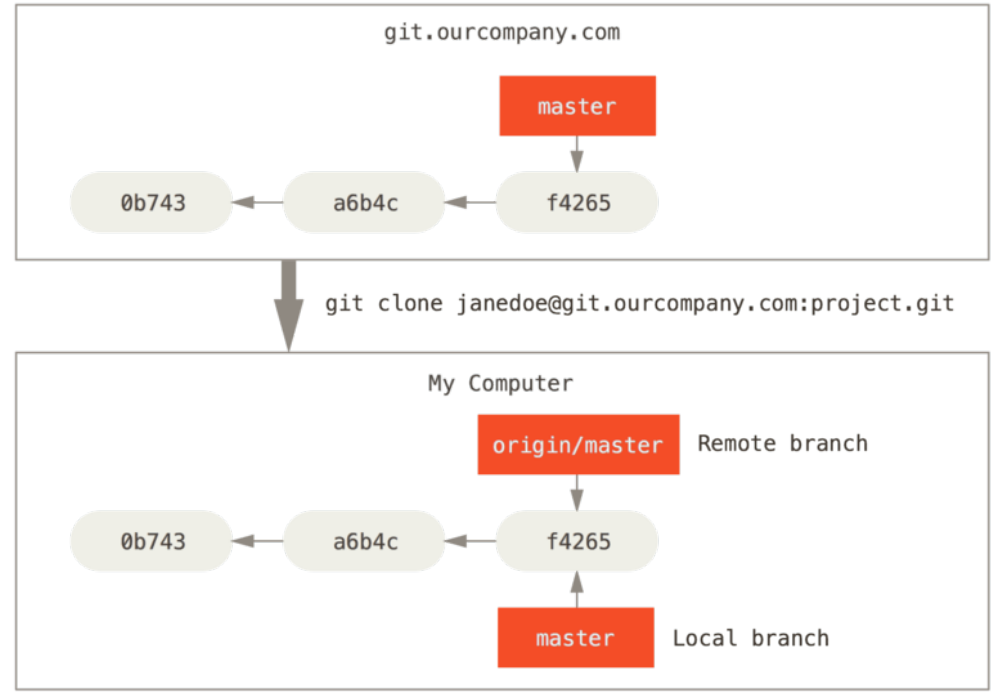 git.ourcompany.com
master
0b743 a6b4c f4265
git clone janedoe@git.ourcompany.com:project.git
My Computer
origin/master Remote branch
0b743 a6b4c f4265
master Local branch